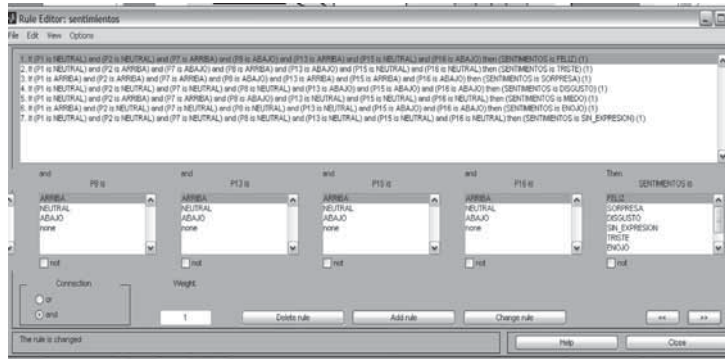 Rule Editor: sentimientos
File Edit View Options
1. If (P1 is NEUTRAL) and (P2 is NEUTRAL) and (P7 is ARRIBA) and (P8 is ABAJO) and (P13 is ARRIBA) and (P15 is NEUTRAL) and (P16 is ABAJO) then (SENTIMIENTOS is FELIZ) (1)
2. If (P1 is NEUTRAL) and (P2 is ARRIBA) and (P7 is ABAJO) and (P8 is ARRIBA) and (P13 is ABAJO) and (P15 is NEUTRAL) and (P16 is NEUTRAL) then (SENTIMIENTOS is TRISTE) (1)
3. If (P1 is ARRIBA) and (P2 is ARRIBA) and (P7 is ARRIBA) and (P8 is ABAJO) and (P13 is ARRIBA) and (P15 is ARRIBA) and (P16 is ABAJO) then (SENTIMIENTOS is SORPRESA) (1)
4. If (P1 is ABAJO) and (P2 is ABAJO) and (P7 is NEUTRAL) and (P8 is NEUTRAL) and (P13 is ABAJO) and (P15 is ABAJO) and (P16 is ABAJO) then (SENTIMIENTOS is DISGUSTO) (1)
5. If (P1 is NEUTRAL) and (P2 is ARRIBA) and (P7 is ARRIBA) and (P8 is ABAJO) and (P13 is NEUTRAL) and (P15 is NEUTRAL) and (P16 is ABAJO) then (SENTIMIENTOS is MIEDO) (1)
6. If (P1 is ARRIBA) and (P2 is NEUTRAL) and (P7 is NEUTRAL) and (P8 is NEUTRAL) and (P13 is NEUTRAL) and (P15 is ABAJO) and (P16 is ABAJO) then (SENTIMIENTOS is ENOJO) (1)
7. If (P1 is NEUTRAL) and (P2 is NEUTRAL) and (P7 is NEUTRAL) and (P8 is NEUTRAL) and (P13 is NEUTRAL) and (P15 is NEUTRAL) and (P16 is NEUTRAL) then (SENTIMIENTOS is SIN_EXPRESION) (1)
and and and and Then
P8 is P13 is P15 is P16 is SENTIMIENTOS is
ARRIBA ARRIBA ARRIBA ARRIBA FELIZ
NEUTRAL NEUTRAL NEUTRAL NEUTRAL SORPRESA
ABAJO ABAJO ABAJO ABAJO DISGUSTO
none none none none SIN_EXPRESION
TRISTE
ENOJO
not not not not not
Connection Weight:
or
and 1 Delete rule Add rule Change rule << >>
The rule is changed Help Close